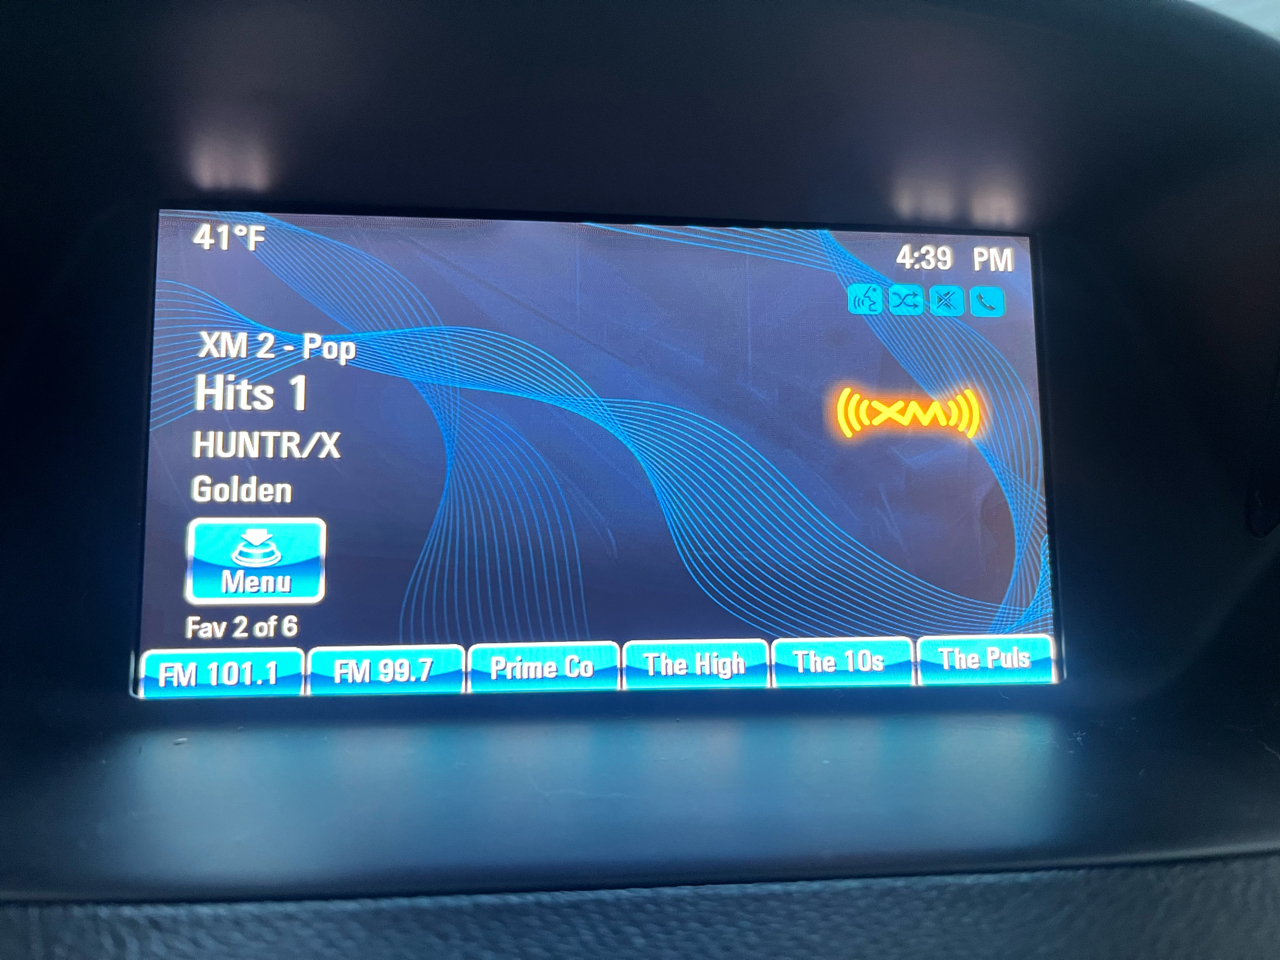 41°F
4:39 PM
XM 2 - Pop
Hits 1
XM
HUNTR/X
Golden
Menu
Fav 2 of 6
FM 101.1
FM 99.7
Prime Co
The High
The 10s
The Puls